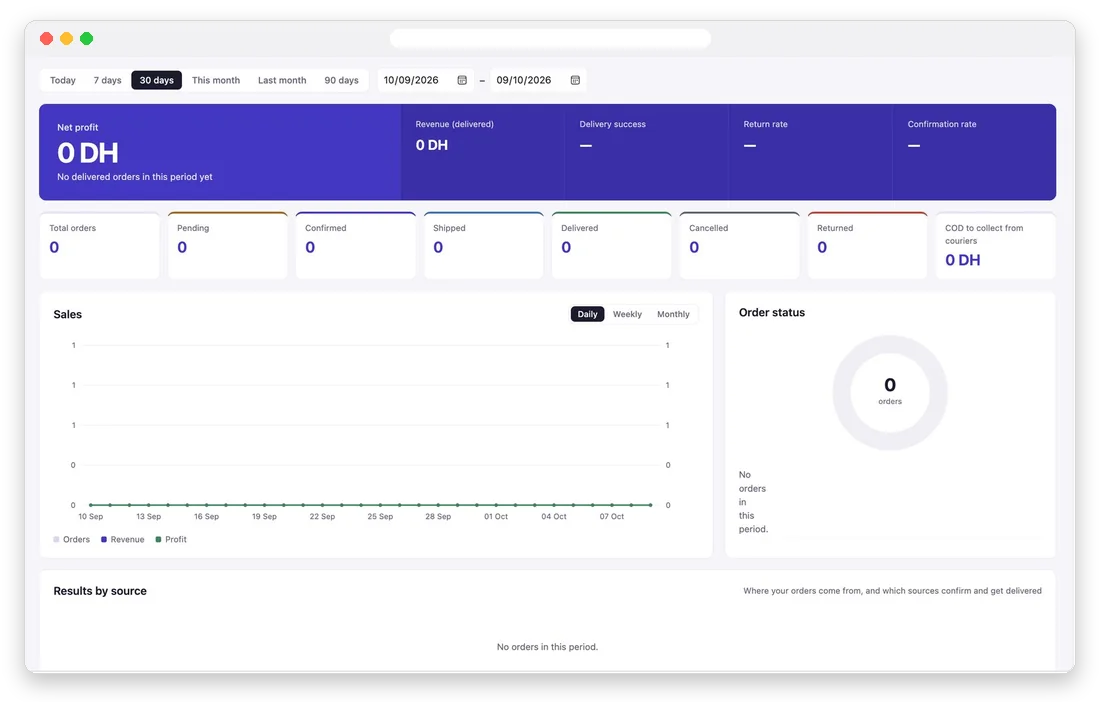 Today 7 days 30 days This month Last month 90 days 10/09/2026 – 09/10/2026
Net profit
0 DH
No delivered orders in this period yet
Revenue (delivered)
0 DH
Delivery success
—
Return rate
—
Confirmation rate
—
Total orders
0
Pending
0
Confirmed
0
Shipped
0
Delivered
0
Cancelled
0
Returned
0
COD to collect from
couriers
0 DH
Sales
Daily Weekly Monthly
1 1
1 1
1 1
0 0
0 0
10 Sep 13 Sep 16 Sep 19 Sep 22 Sep 25 Sep 28 Sep 01 Oct 04 Oct 07 Oct
Orders Revenue Profit
Order status
0
orders
No
orders
in
this
period.
Results by source
Where your orders come from, and which sources confirm and get delivered
No orders in this period.